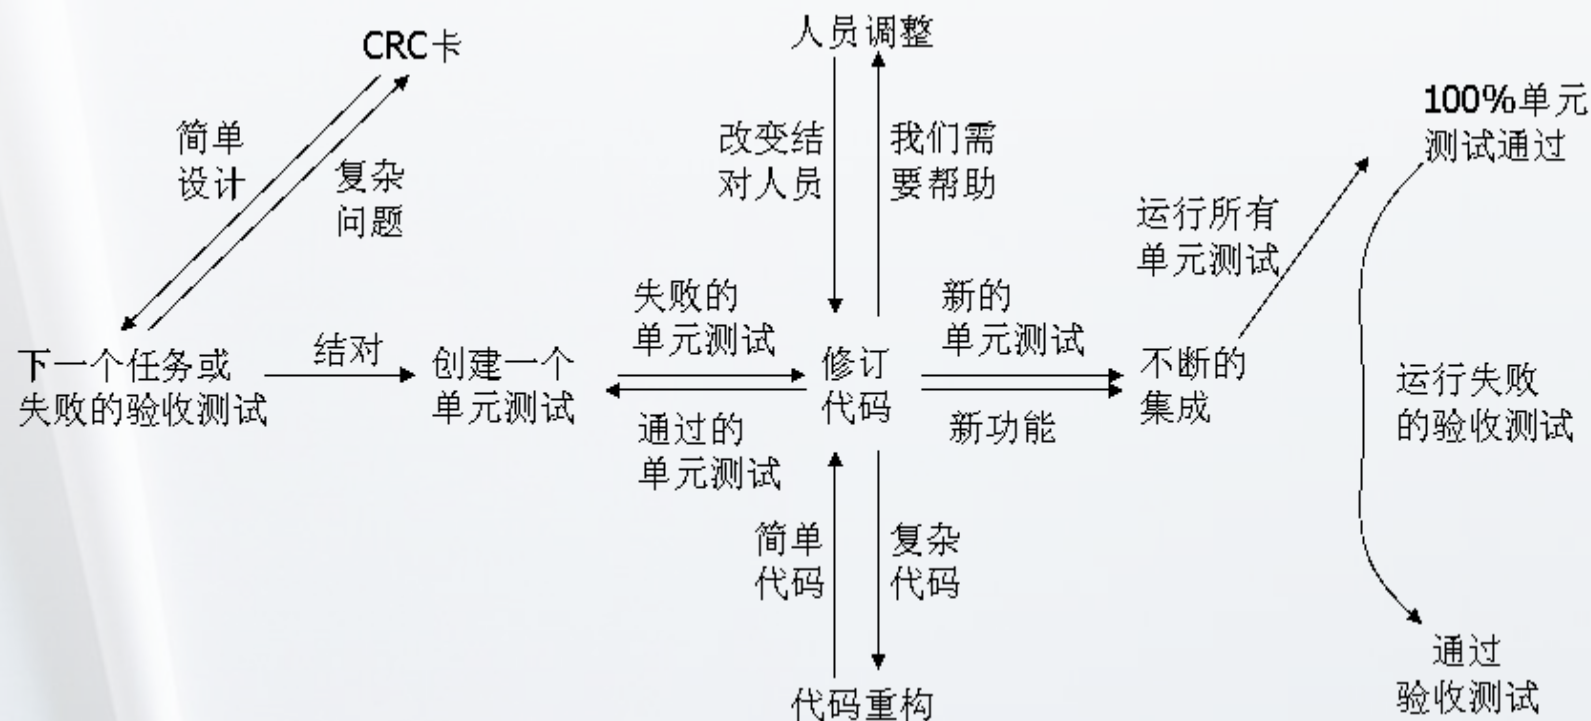 CRC卡
简单
设计
复杂
问题
人员调整
改变结
对人员
我们需
要帮助
100%单元
测试通过
运行所有
单元测试
下一个任务或
失败的验收测试
结对
创建一个
单元测试
失败的
单元测试
通过的
单元测试
修订
代码
新的
单元测试
新功能
不断的
集成
运行失败
的验收测试
简单
代码
复杂
代码
代码重构
通过
验收测试